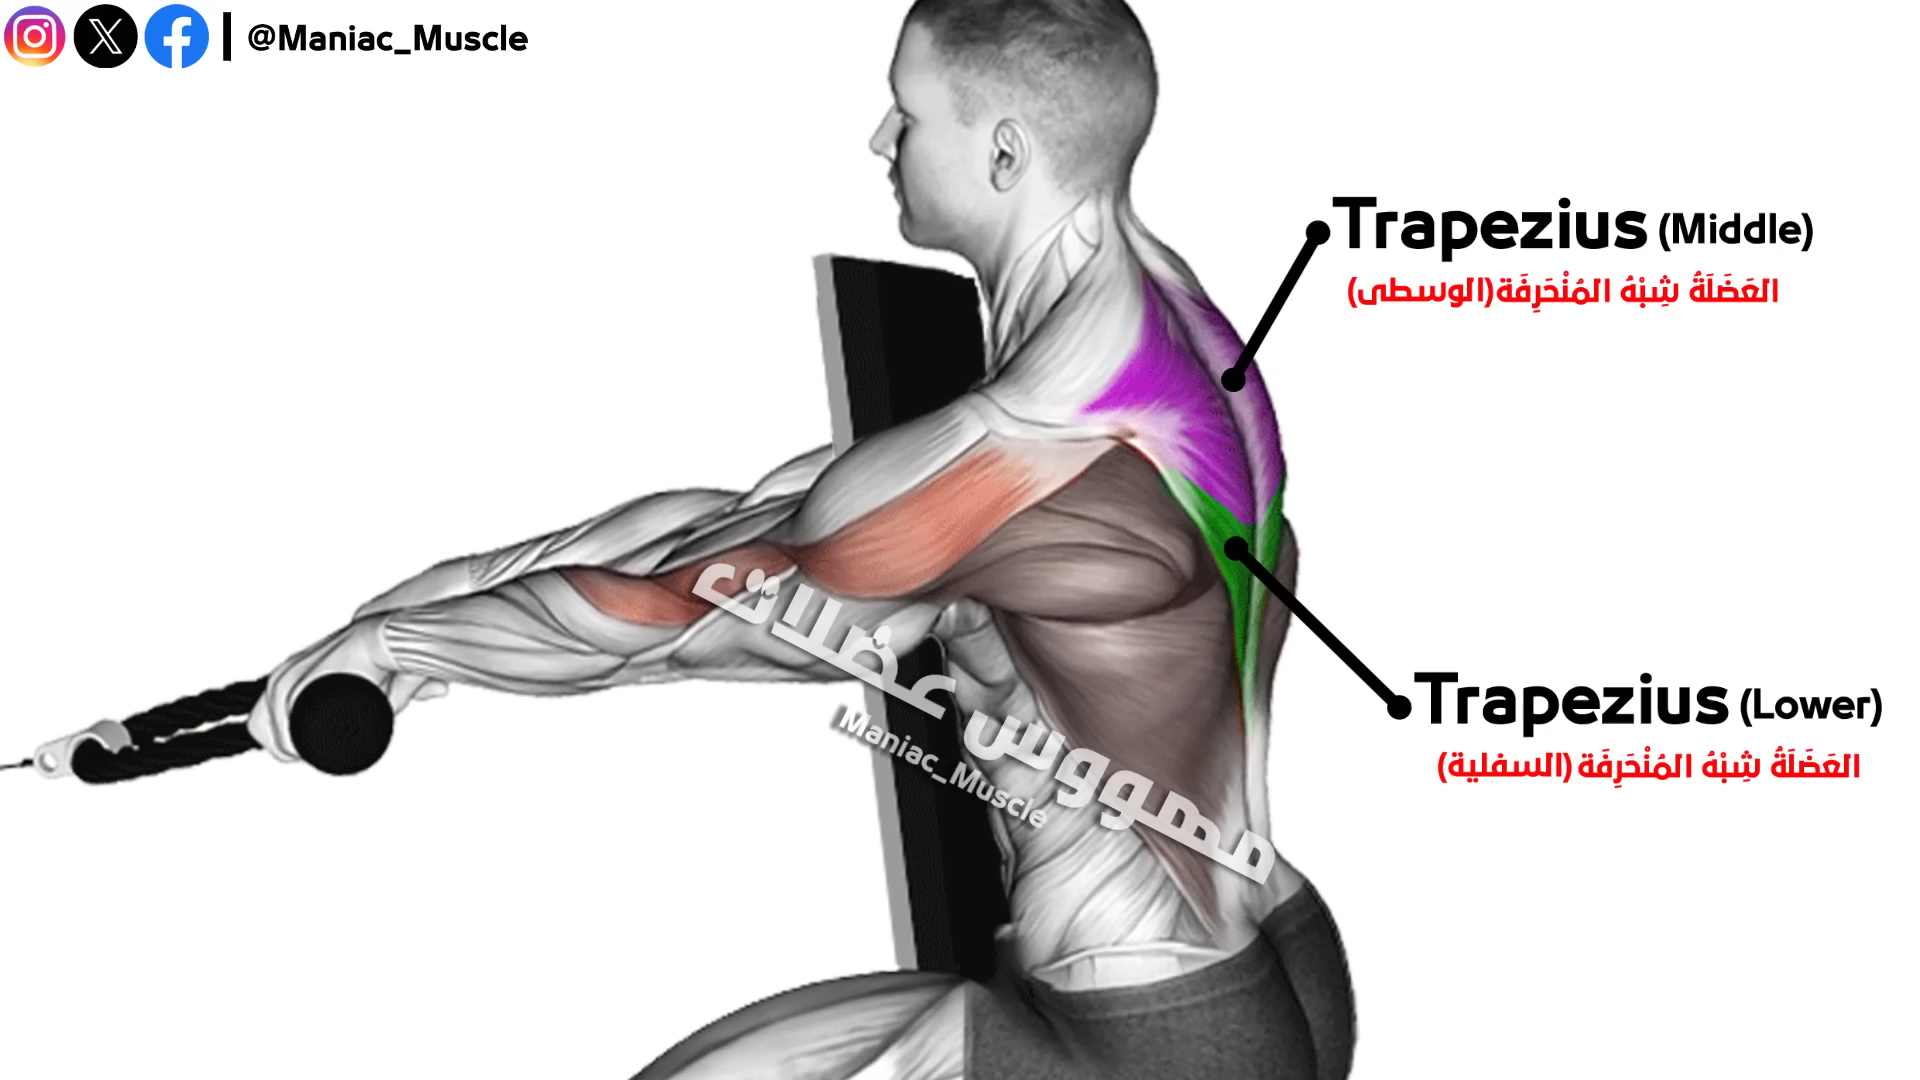 @Maniac_Muscle
Trapezius (Middle)
العَضَلَةُ شِبْهُ المُنْحَرِفَة(الوسطى)
مهووس عضلات
Maniac_Muscle
Trapezius (Lower)
العَضَلَةُ شِبْهُ المُنْحَرِفَة (السفلية)